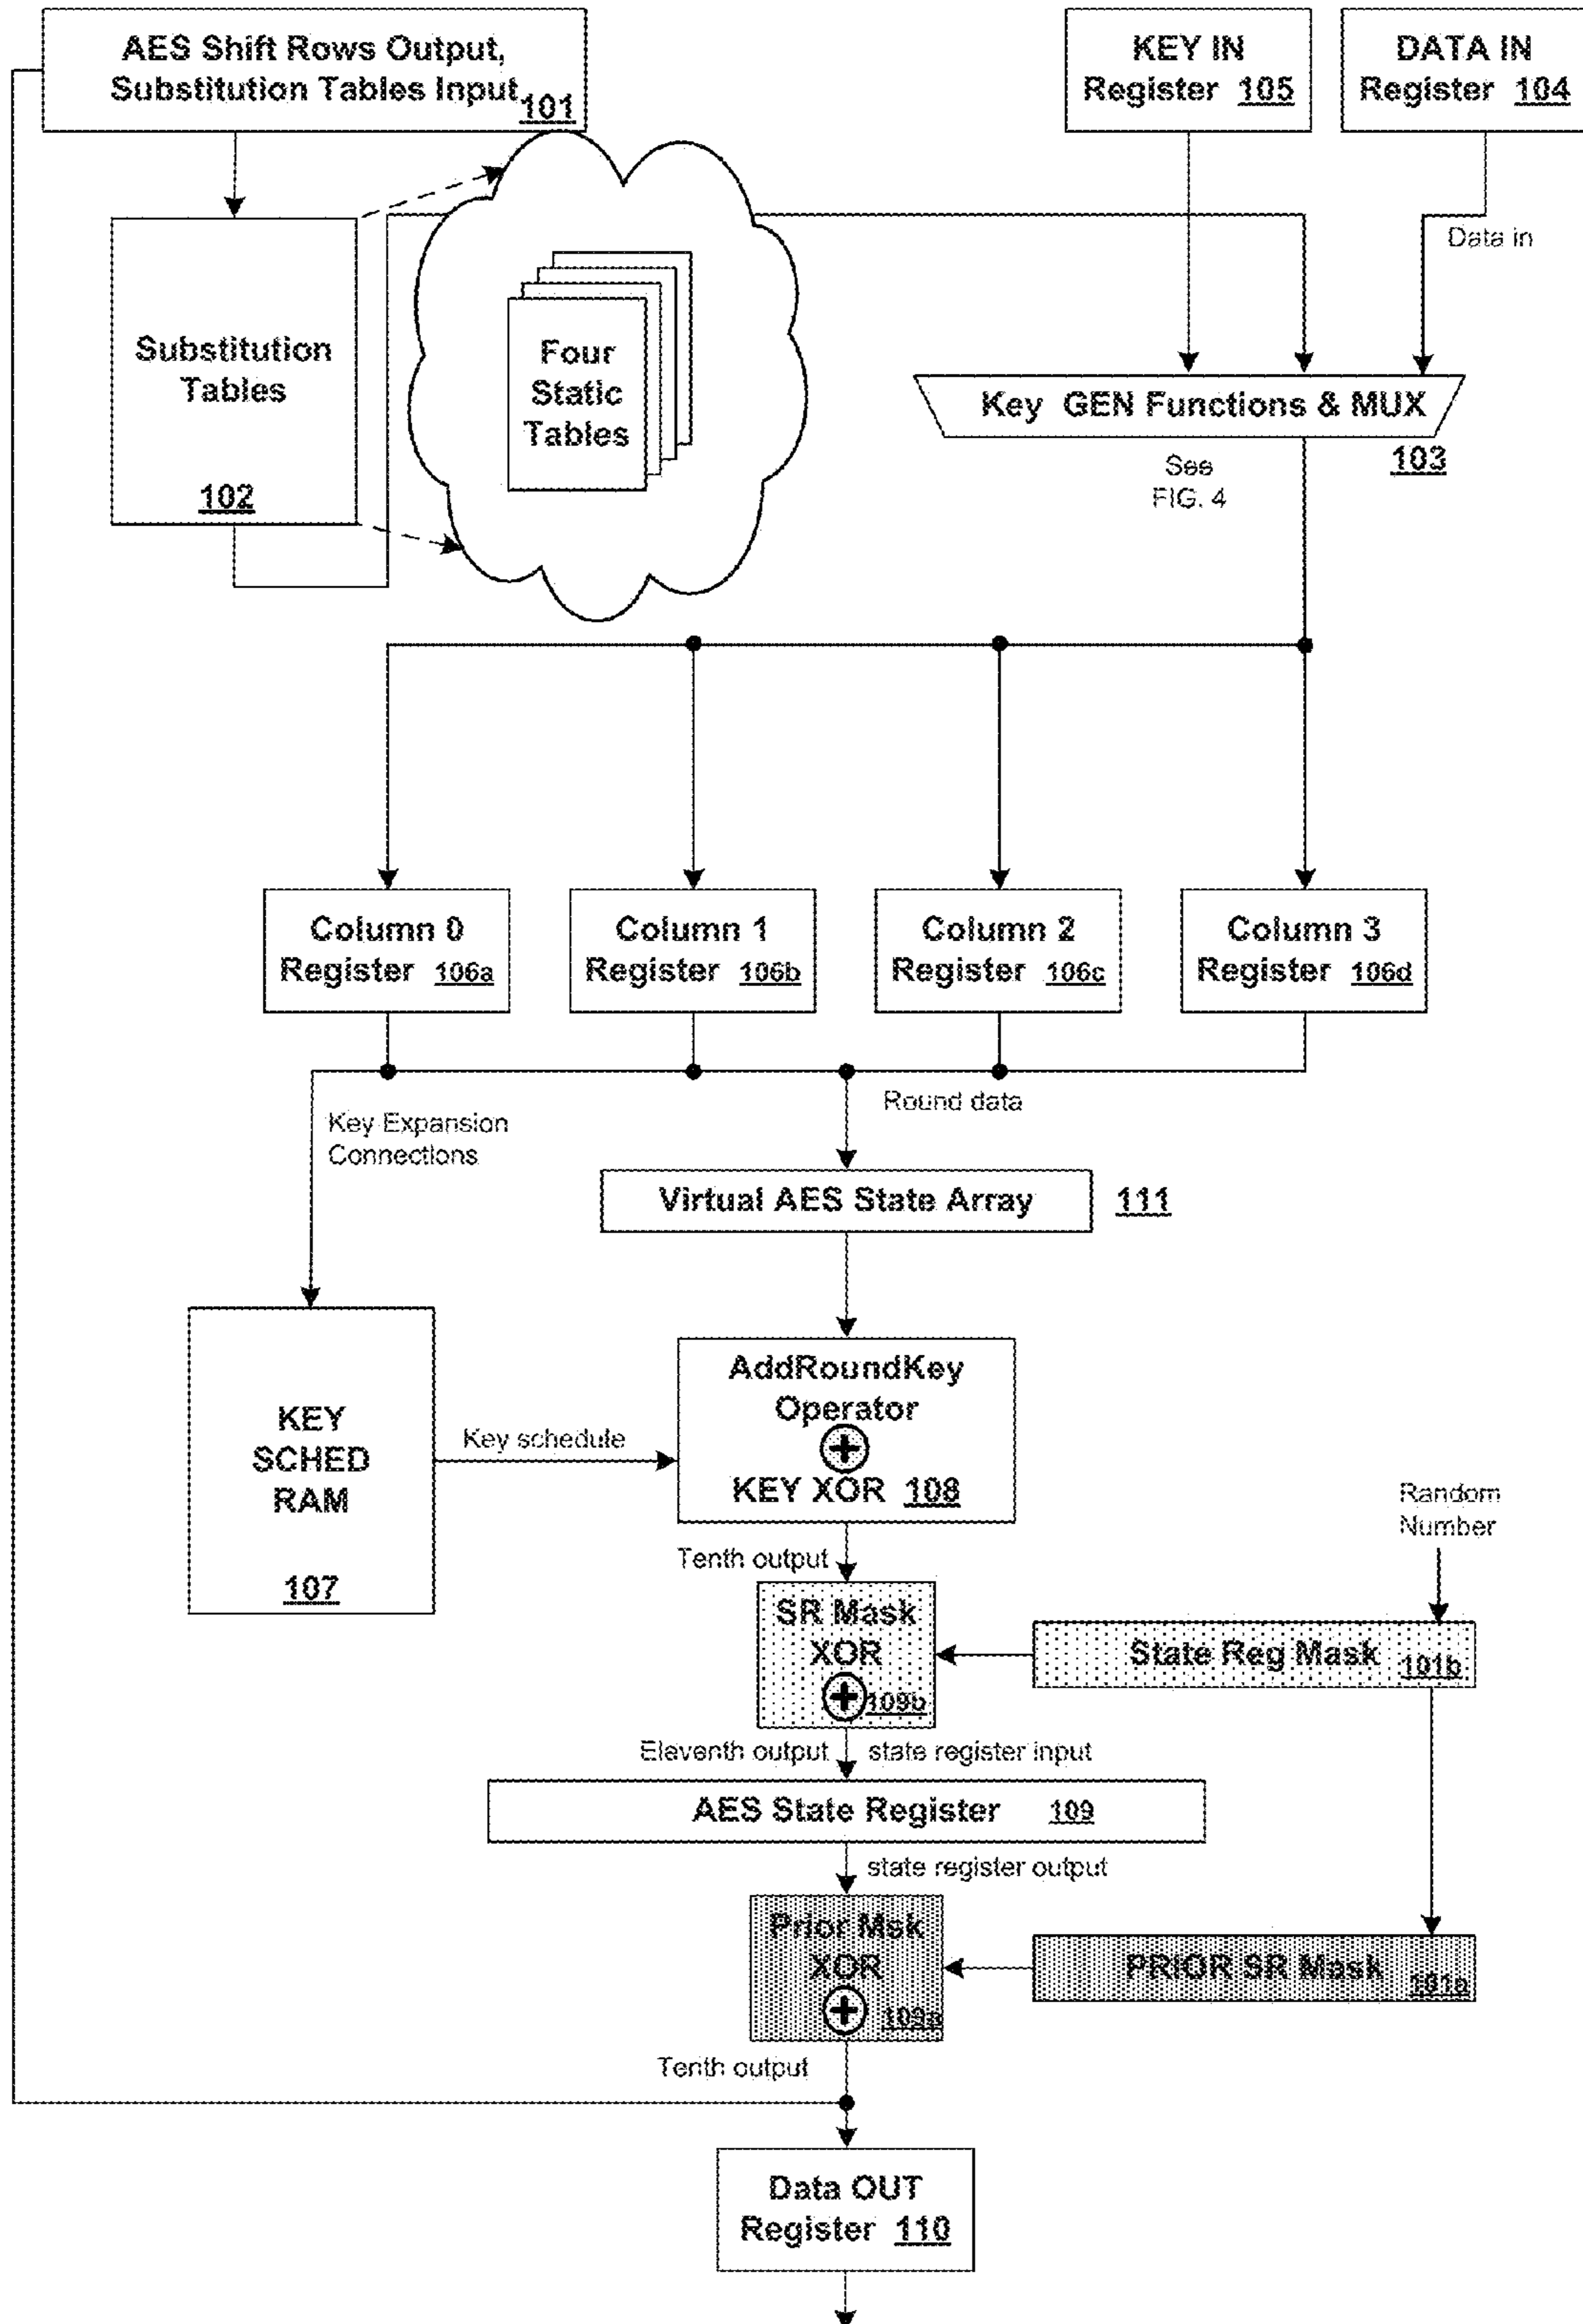 AES Shift Rows Output,
Substitution Tables Input
101
KEY IN
Register 105
DATA IN
Register 104
Data in
Substitution
Tables
102
Four
Static
Tables
Key GEN Functions & MUX
103
See
FIG. 4
Column 0
Register 106a
Column 1
Register 106b
Column 2
Register 106c
Column 3
Register 106d
Key Expansion
Connections
Round data
Virtual AES State Array 111
KEY
SCHED
RAM
107
Key schedule
AddRoundKey
Operator
+
KEY XOR 108
Random
Number
Tenth output
SR Mask
XOR
+ 109b
State Reg Mask 101b
Eleventh output state register input
AES State Register 109
state register output
Prior Msk
XOR
+ 109a
PRIOR SR Mask 101a
Tenth output
Data OUT
Register 110